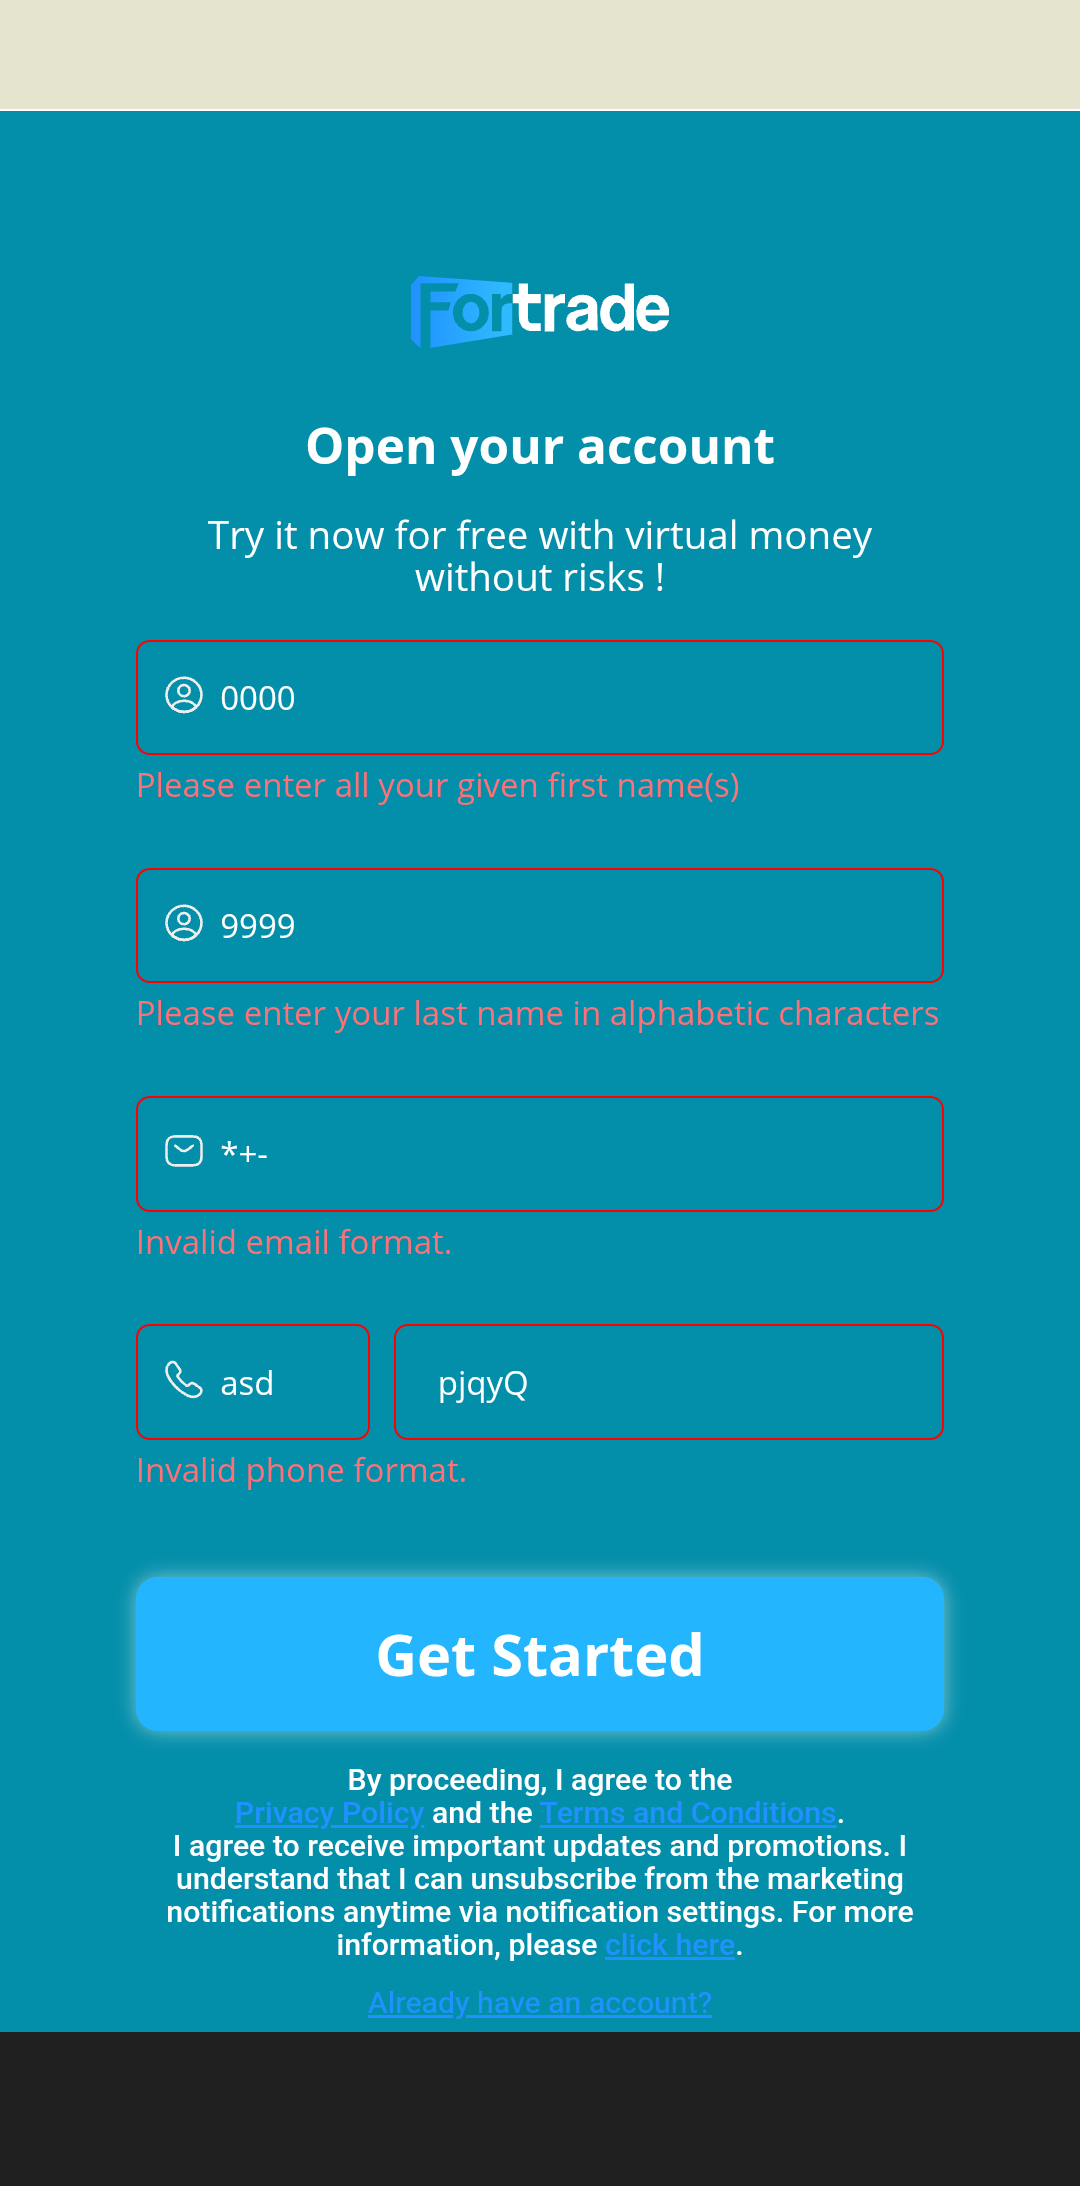 Fortrade
Open your account
Try it now for free with virtual money
without risks !
0000
Please enter all your given first name(s)
9999
Please enter your last name in alphabetic characters
*+-
Invalid email format.
asd pjqyQ
Invalid phone format.
Get Started
By proceeding, I agree to the
Privacy Policy and the Terms and Conditions.
I agree to receive important updates and promotions. I
understand that I can unsubscribe from the marketing
notifications anytime via notification settings. For more
information, please click here.
Already have an account?